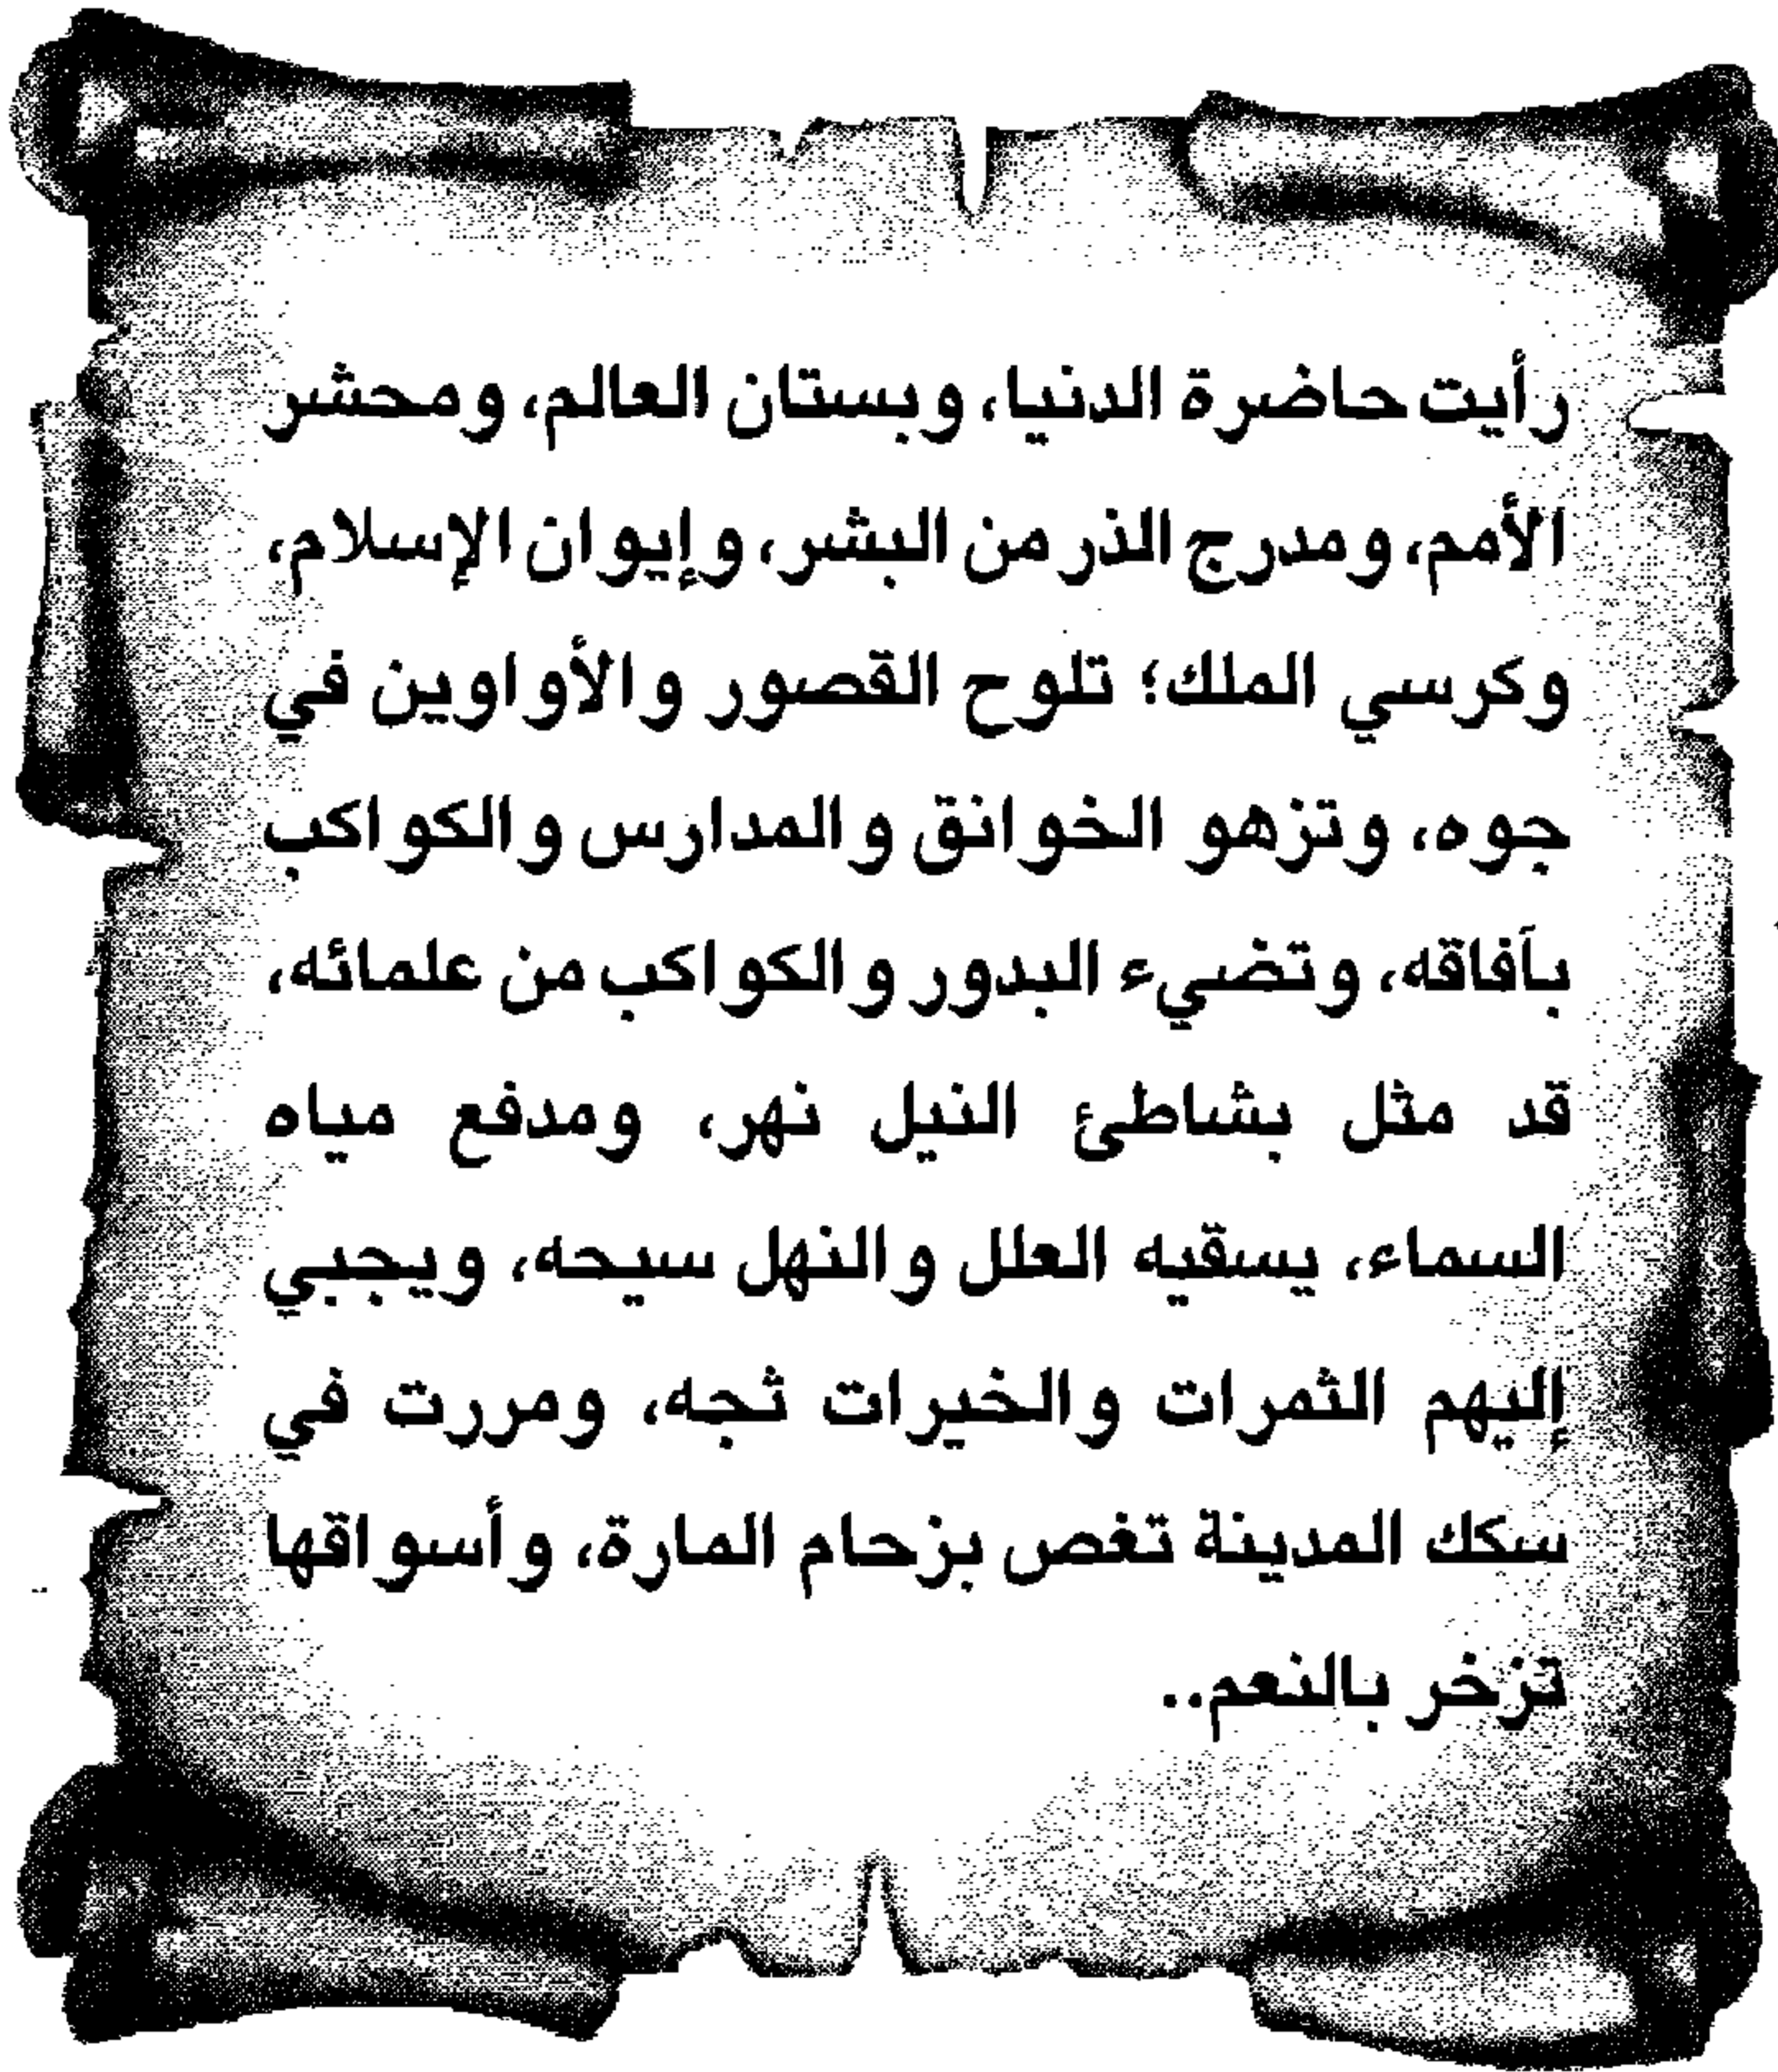 رأيت حاضرة الدنيا، وبستان العالم، ومحشر
الأمم، ومدرج الذر من البشر، وإيوان الإسلام،
وكرسي الملك؛ تلوح القصور والأواوين في
جوه، وتزهو الخوانق والمدارس والكواكب
بآفاقه، وتضيء البدور والكواكب من علمائه،
قد مثل بشاطئ النيل نهر، ومدفع مياه
السماء، يسقيه العلل والنهل سيحه، ويجبي
إليهم الثمرات والخيرات ثجه، ومررت في
سكك المدينة تغص بزحام المارة، وأسواقها
تزخر بالنعم..